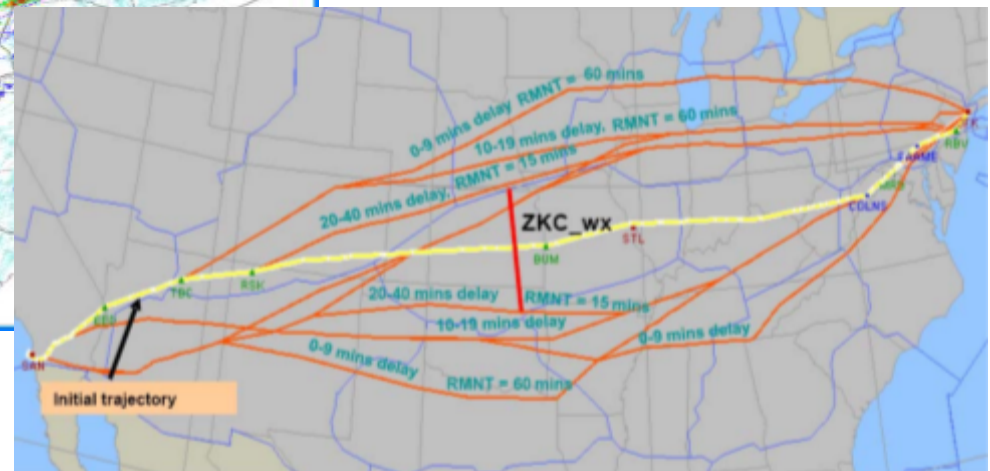 0-9 mins delay RMNT = 60 mins
10-19 mins delay, RMNT = 60 mins
20-40 mins delay, RMNT = 15 mins
ZKC_wx
RBV
COLNS
STL
BUM
RSK
TBC
EED
SAN
20-40 mins delay
RMNT = 15 mins
10-19 mins delay
0-9 mins delay
0-9 mins delay
RMNT = 60 mins
Initial trajectory